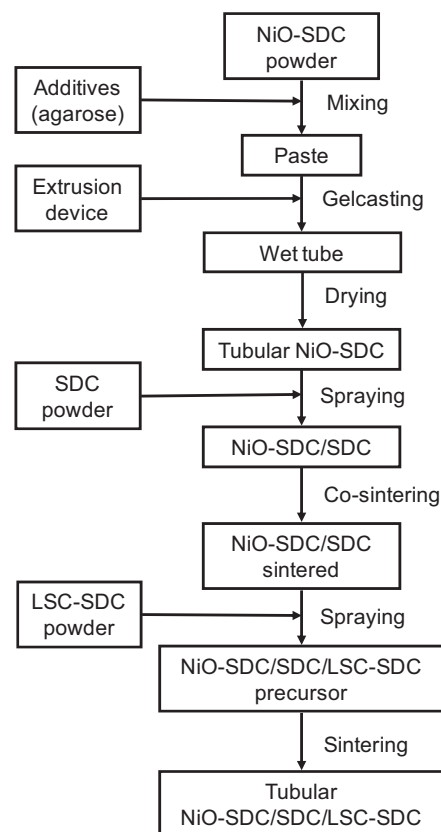 NiO-SDC
powder
Additives
(agarose)
Mixing
Paste
Extrusion
device
Gelcasting
Wet tube
Drying
Tubular NiO-SDC
SDC
powder
Spraying
NiO-SDC/SDC
Co-sintering
NiO-SDC/SDC
sintered
LSC-SDC
powder
Spraying
NiO-SDC/SDC/LSC-SDC
precursor
Sintering
Tubular
NiO-SDC/SDC/LSC-SDC